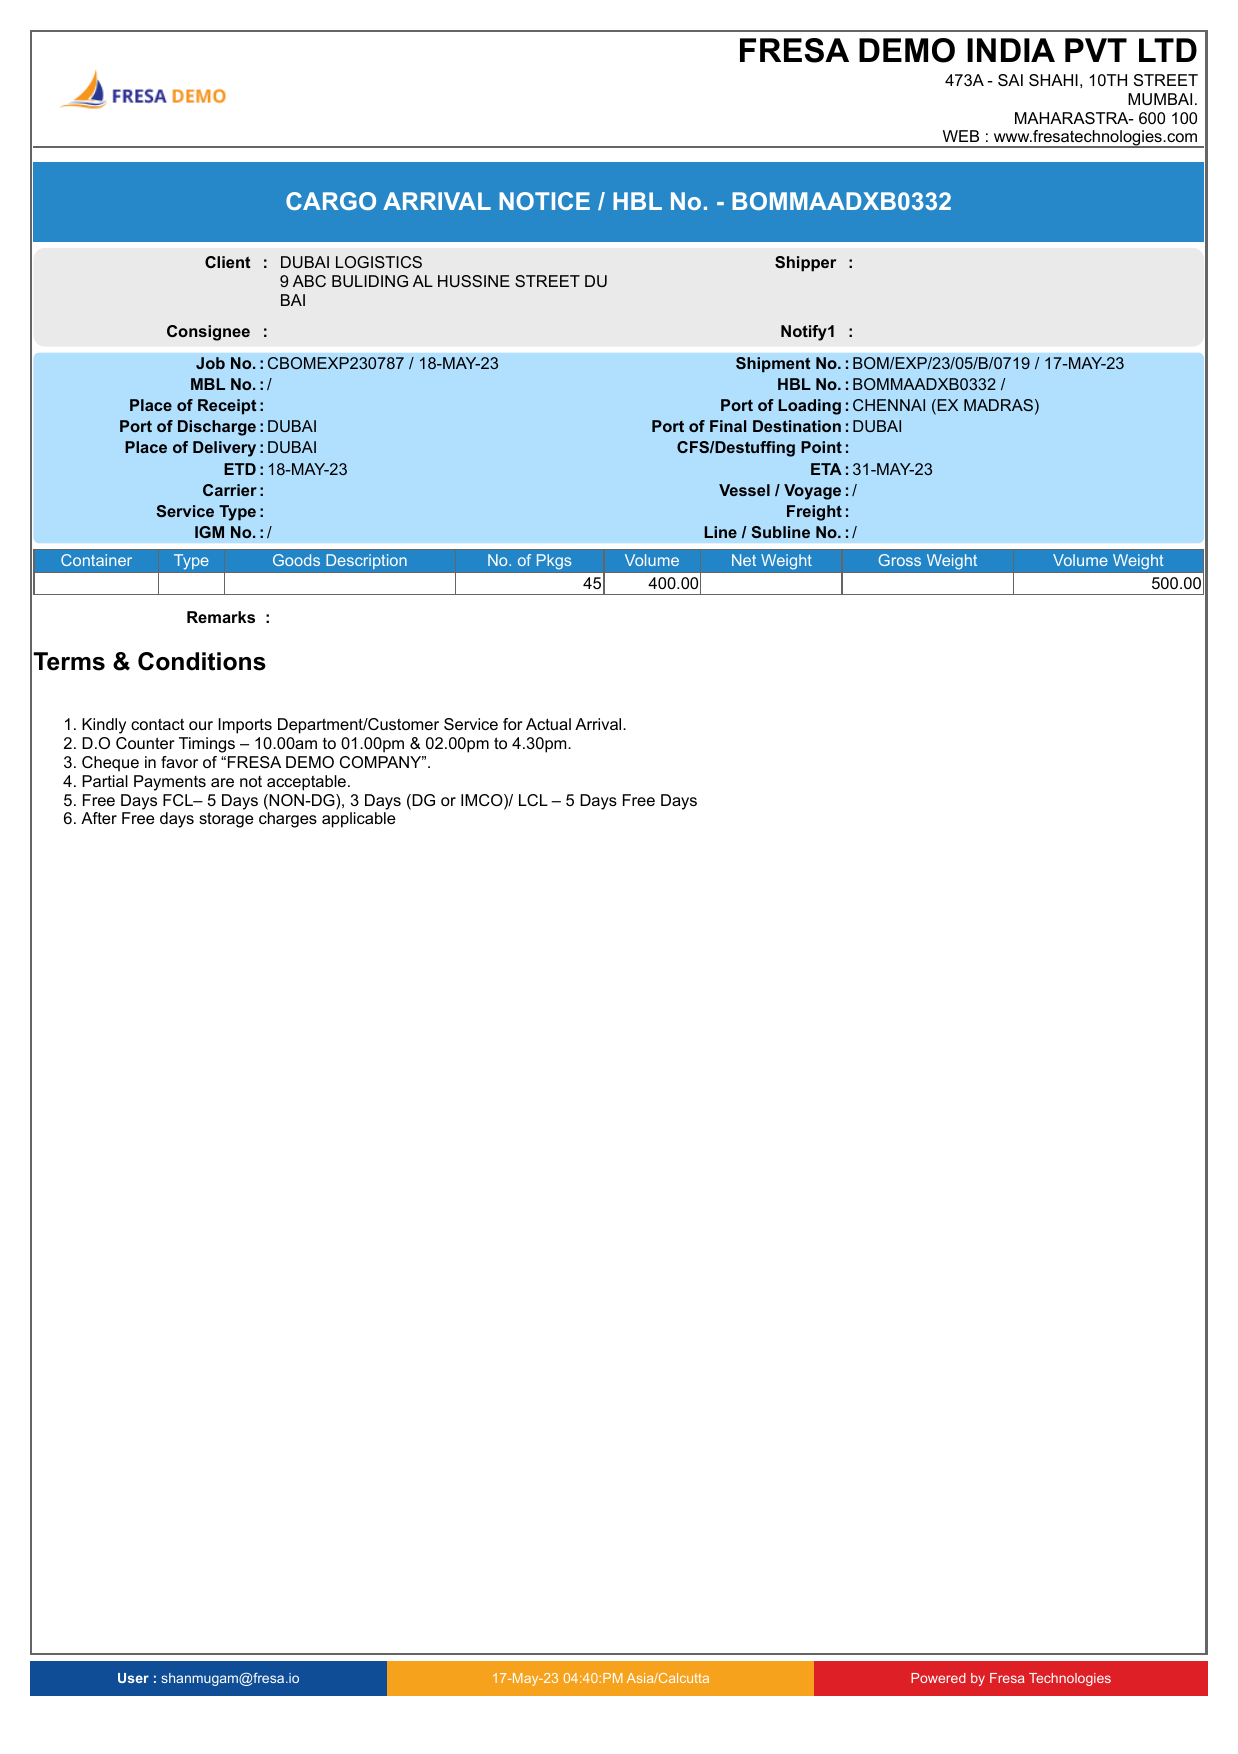 FRESA DEMO
FRESA DEMO INDIA PVT LTD
473A - SAI SHAHI, 10TH STREET
MUMBAI.
MAHARASTRA- 600 100
WEB : www.fresatechnologies.com
CARGO ARRIVAL NOTICE / HBL No. - BOMMAADXB0332
Client : DUBAI LOGISTICS Shipper :
9 ABC BULIDING AL HUSSINE STREET DU
BAI
Consignee : Notify1 :
Job No. : CBOMEXP230787 / 18-MAY-23 Shipment No. : BOM/EXP/23/05/B/0719 / 17-MAY-23
MBL No. : / HBL No. : BOMMAADXB0332 /
Place of Receipt : Port of Loading : CHENNAI (EX MADRAS)
Port of Discharge : DUBAI Port of Final Destination : DUBAI
Place of Delivery : DUBAI CFS/Destuffing Point :
ETD : 18-MAY-23 ETA : 31-MAY-23
Carrier : Vessel / Voyage : /
Service Type : Freight :
IGM No. : / Line / Subline No. : /
Container Type Goods Description No. of Pkgs Volume Net Weight Gross Weight Volume Weight
45 400.00 500.00
Remarks :
Terms & Conditions
1. Kindly contact our Imports Department/Customer Service for Actual Arrival.
2. D.O Counter Timings – 10.00am to 01.00pm & 02.00pm to 4.30pm.
3. Cheque in favor of “FRESA DEMO COMPANY”.
4. Partial Payments are not acceptable.
5. Free Days FCL– 5 Days (NON-DG), 3 Days (DG or IMCO)/ LCL – 5 Days Free Days
6. After Free days storage charges applicable
User : shanmugam@fresa.io 17-May-23 04:40:PM Asia/Calcutta Powered by Fresa Technologies